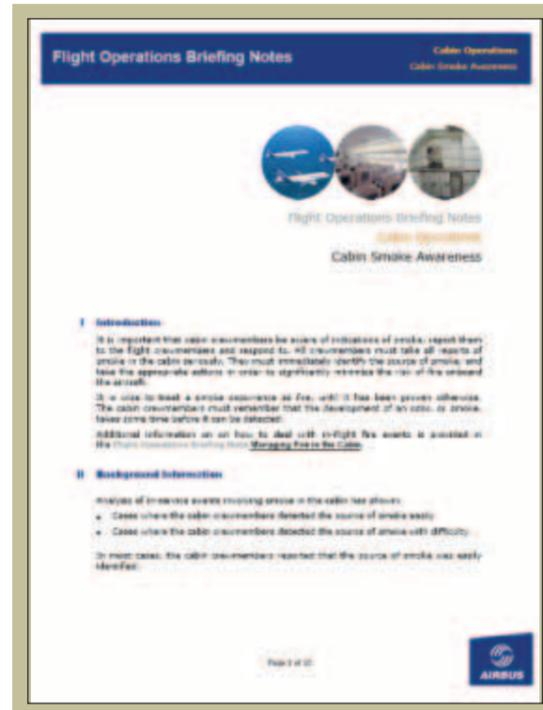 Flight Operations Briefing Notes
Cabin Operations
Cabin Smoke Awareness
Flight Operations Briefing Notes
Cabin Operations
Cabin Smoke Awareness
I Introduction
It is important that cabin crewmembers be aware of indications of smoke, report them
to the flight crewmembers and respond to. All crewmembers must take all reports of
smoke in the cabin seriously. They must immediately identify the source of smoke, and
take the appropriate actions in order to significantly minimize the risk of fire onboard
the aircraft.
It is wise to treat a smoke occurrence as fire, until it has been proven otherwise.
The cabin crewmembers must remember that the development of an odor, or smoke,
takes some time before it can be detected.
Additional information on on how to deal with in-flight fire events is provided in
the Flight Operations Briefing Note Managing Fire in the Cabin.
II Background Information
Analysis of in-service events involving smoke in the cabin has shown:
• Cases where the cabin crewmembers detected the source of smoke easily
• Cases where the cabin crewmembers detected the source of smoke with difficulty.
In most cases, the cabin crewmembers reported that the source of smoke was easily
identified.
Page of
AIRBUS